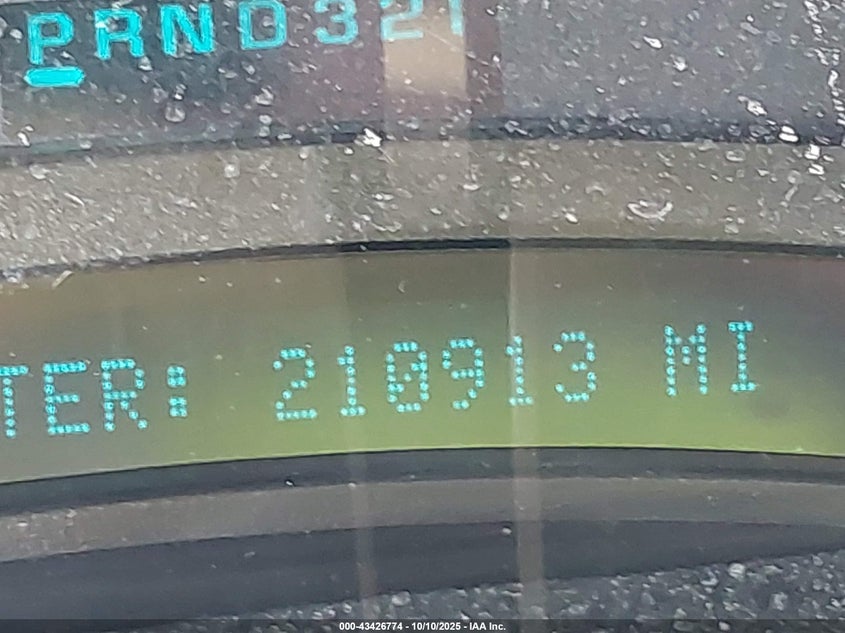 PRND321
TER: 210913 MI
000-43426774 - 10/10/2025 - IAA Inc.